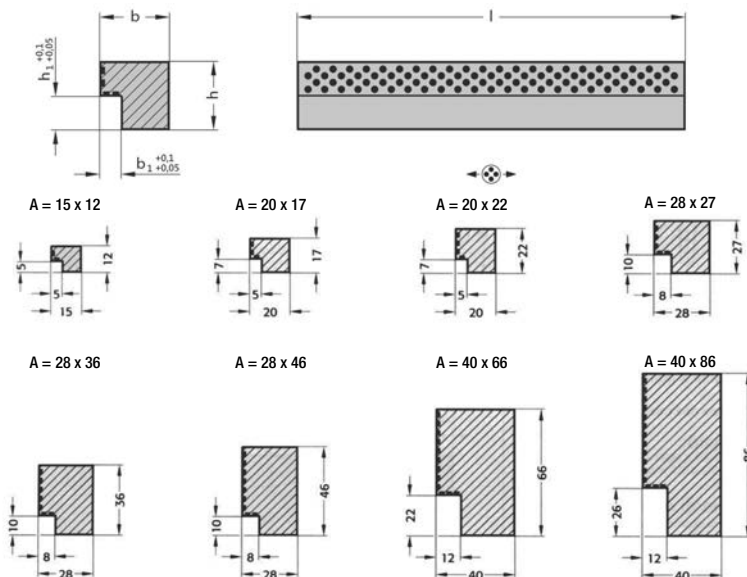 b
l
h₁ +0,1 +0,05
h
b₁ +0,1 +0,05
A = 15 x 12
A = 20 x 17
A = 20 x 22
A = 28 x 27
5
12
5
15
7
17
5
20
7
22
5
20
10
27
8
28
A = 28 x 36
A = 28 x 46
A = 40 x 66
A = 40 x 86
10
36
8
28
10
46
8
28
22
66
12
40
26
86
12
40